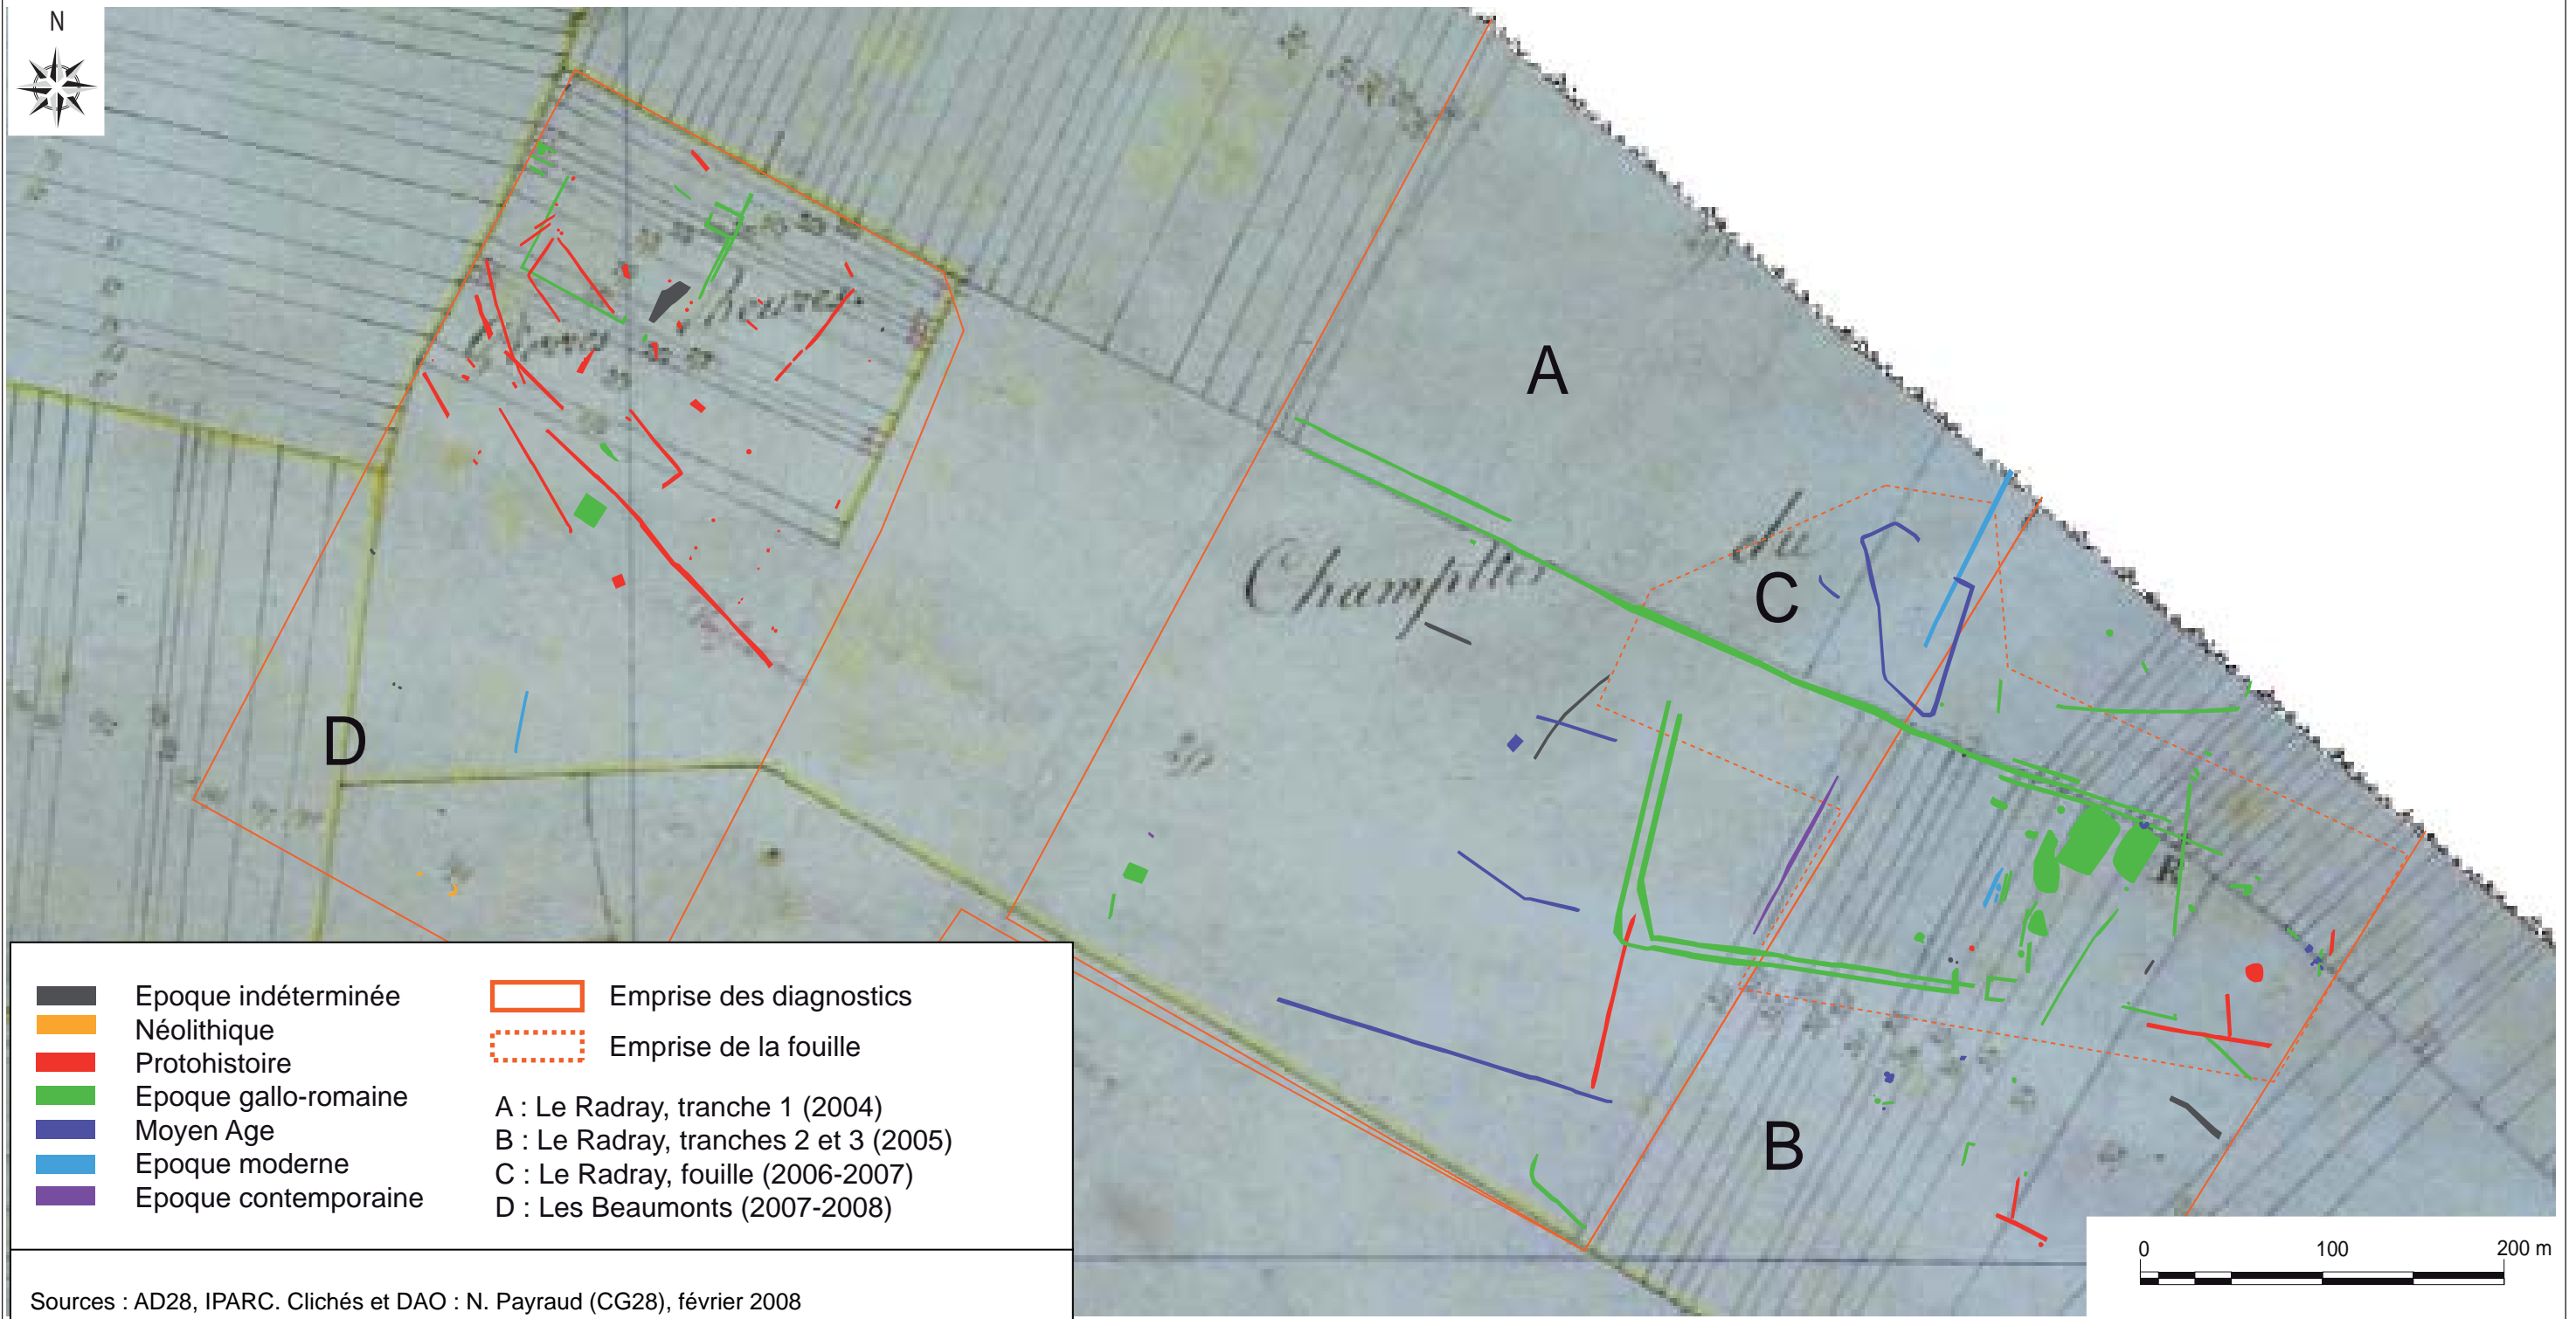 N
A
du
Champtier
C
D
B
Epoque indéterminée
Néolithique
Protohistoire
Epoque gallo-romaine
Moyen Age
Epoque moderne
Epoque contemporaine
Emprise des diagnostics
Emprise de la fouille
A : Le Radray, tranche 1 (2004)
B : Le Radray, tranches 2 et 3 (2005)
C : Le Radray, fouille (2006-2007)
D : Les Beaumonts (2007-2008)
0 100 200 m
Sources : AD28, IPARC. Clichés et DAO : N. Payraud (CG28), février 2008